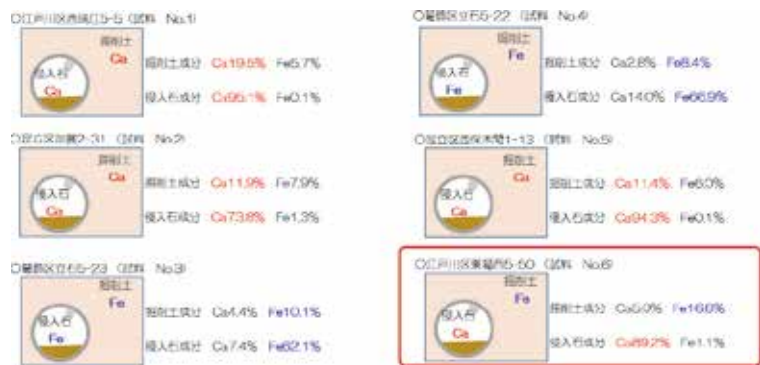 ○江戸川区西瑞江5-5（試料 No.1）
掘削土
Ca
侵入石
Ca
掘削土成分 Ca19.5% Fe5.7%
侵入石成分 Ca95.1% Fe0.1%
○足立区加賀2-31（試料 No.2）
掘削土
Ca
侵入石
Ca
掘削土成分 Ca11.9% Fe7.9%
侵入石成分 Ca73.8% Fe1.3%
○葛飾区立石5-23（試料 No.3）
掘削土
Fe
侵入石
Fe
掘削土成分 Ca4.4% Fe10.1%
侵入石成分 Ca7.4% Fe62.1%
○葛飾区立石5-22（試料 No.4）
掘削土
Fe
侵入石
Fe
掘削土成分 Ca2.8% Fe8.4%
侵入石成分 Ca14.0% Fe66.9%
○足立区西保木間1-13（試料 No.5）
掘削土
Ca
侵入石
Ca
掘削土成分 Ca11.4% Fe6.0%
侵入石成分 Ca94.3% Fe0.1%
○江戸川区東葛西5-50（試料 No.6）
掘削土
Fe
侵入石
Ca
掘削土成分 Ca5.0% Fe16.0%
侵入石成分 Ca89.2% Fe1.1%